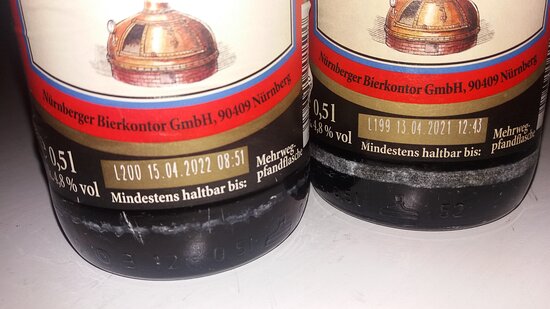 Nürnberger Bierkontor GmbH, 90409 Nürnberg
0,5l
4,8 % vol
L200 15.04.2022 08:51
Mindestens haltbar bis:
Mehrweg-
pfandflasche
Nürnberger Bierkontor GmbH, 90409 Nürnberg
0,5l
4,8 % vol
L199 13.04.2021 12:43
Mindestens haltbar bis:
Mehrweg-
pfandflasche
52